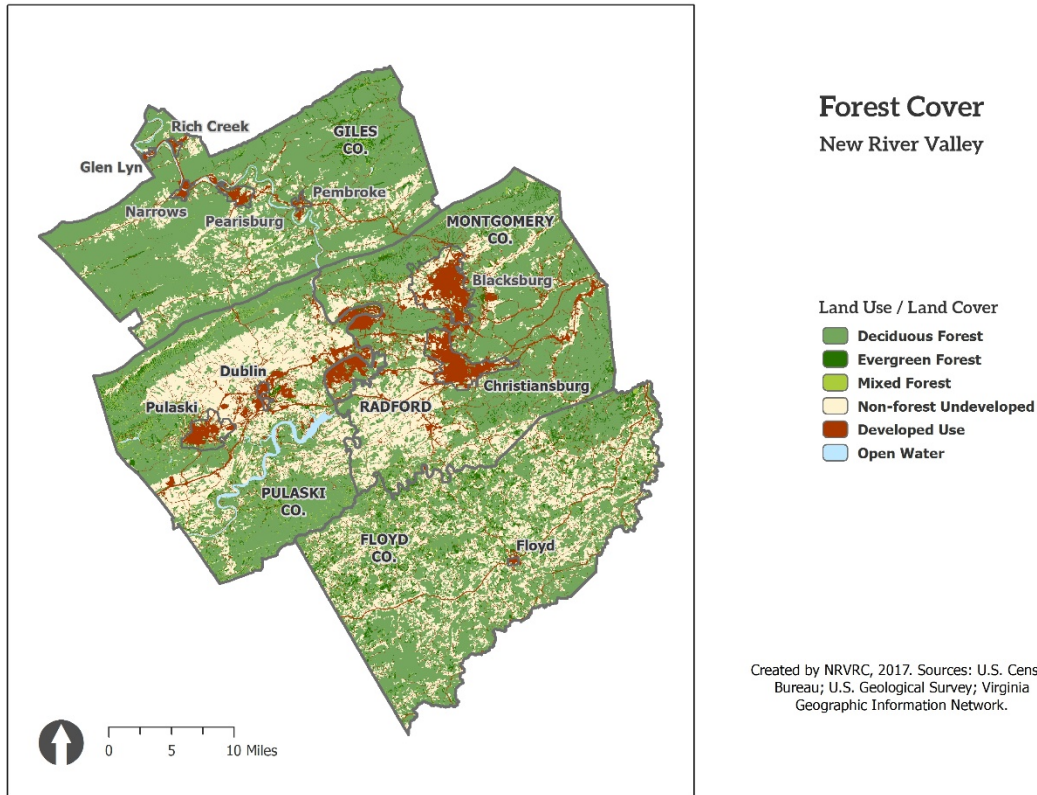 Forest Cover
New River Valley
Rich Creek
GILES
CO.
Glen Lyn
Pembroke
Narrows
Pearisburg
MONTGOMERY
CO.
Blacksburg
Dublin
Christiansburg
Pulaski
RADFORD
PULASKI
CO.
FLOYD
CO.
Floyd
Land Use / Land Cover
Deciduous Forest
Evergreen Forest
Mixed Forest
Non-forest Undeveloped
Developed Use
Open Water
0 5 10 Miles
Created by NRVRC, 2017. Sources: U.S. Cens
Bureau; U.S. Geological Survey; Virginia
Geographic Information Network.